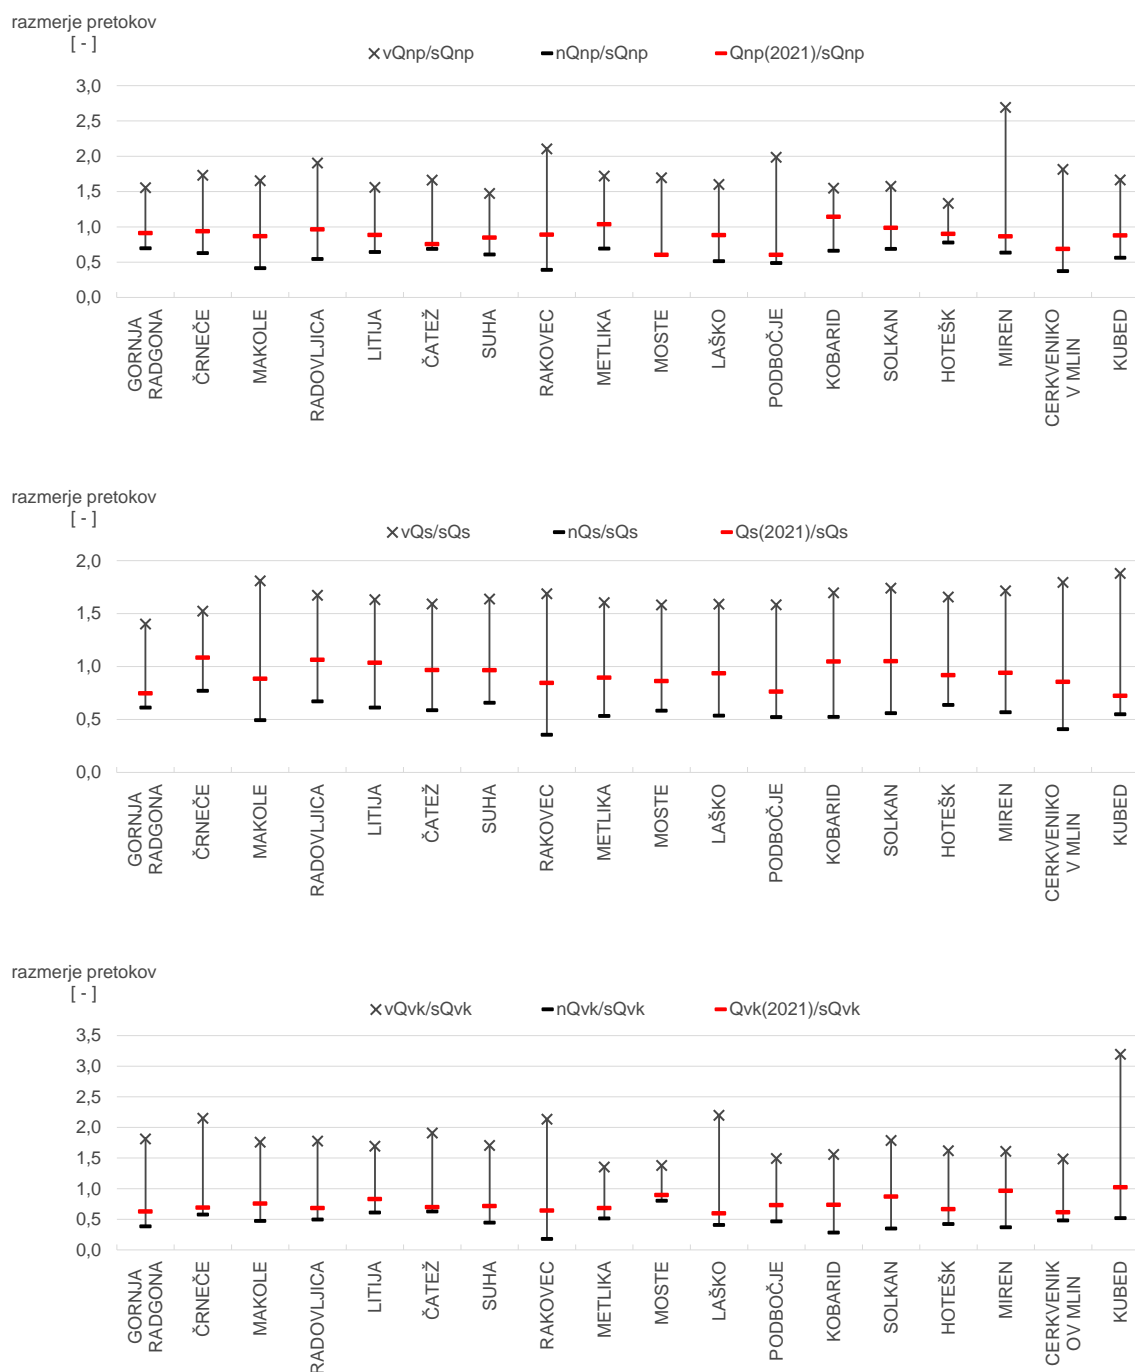 razmerje pretokov
[ - ]
vQnp/sQnp nQnp/sQnp Qnp(2021)/sQnp
3,0
2,5
2,0
1,5
1,0
0,5
0,0
GORNJA
RADGONA
ČRNEČE
MAKOLE
RADOVLJICA
LITIJA
ČATEŽ
SUHA
RAKOVEC
METLIKA
MOSTE
LAŠKO
PODBOČJE
KOBARID
SOLKAN
HOTEŠK
MIREN
CERKVENIKO
V MLIN
KUBED
razmerje pretokov
[ - ]
vQs/sQs nQs/sQs Qs(2021)/sQs
2,0
1,5
1,0
0,5
0,0
GORNJA
RADGONA
ČRNEČE
MAKOLE
RADOVLJICA
LITIJA
ČATEŽ
SUHA
RAKOVEC
METLIKA
MOSTE
LAŠKO
PODBOČJE
KOBARID
SOLKAN
HOTEŠK
MIREN
CERKVENIKO
V MLIN
KUBED
razmerje pretokov
[ - ]
vQvk/sQvk nQvk/sQvk Qvk(2021)/sQvk
3,5
3,0
2,5
2,0
1,5
1,0
0,5
0,0
GORNJA
RADGONA
ČRNEČE
MAKOLE
RADOVLJICA
LITIJA
ČATEŽ
SUHA
RAKOVEC
METLIKA
MOSTE
LAŠKO
PODBOČJE
KOBARID
SOLKAN
HOTEŠK
MIREN
CERKVENIK
OV MLIN
KUBED